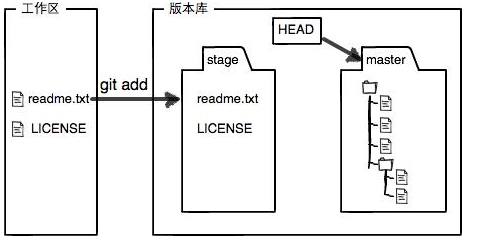 工作区
版本库
HEAD
stage
master
git add
readme.txt
readme.txt
LICENSE
LICENSE